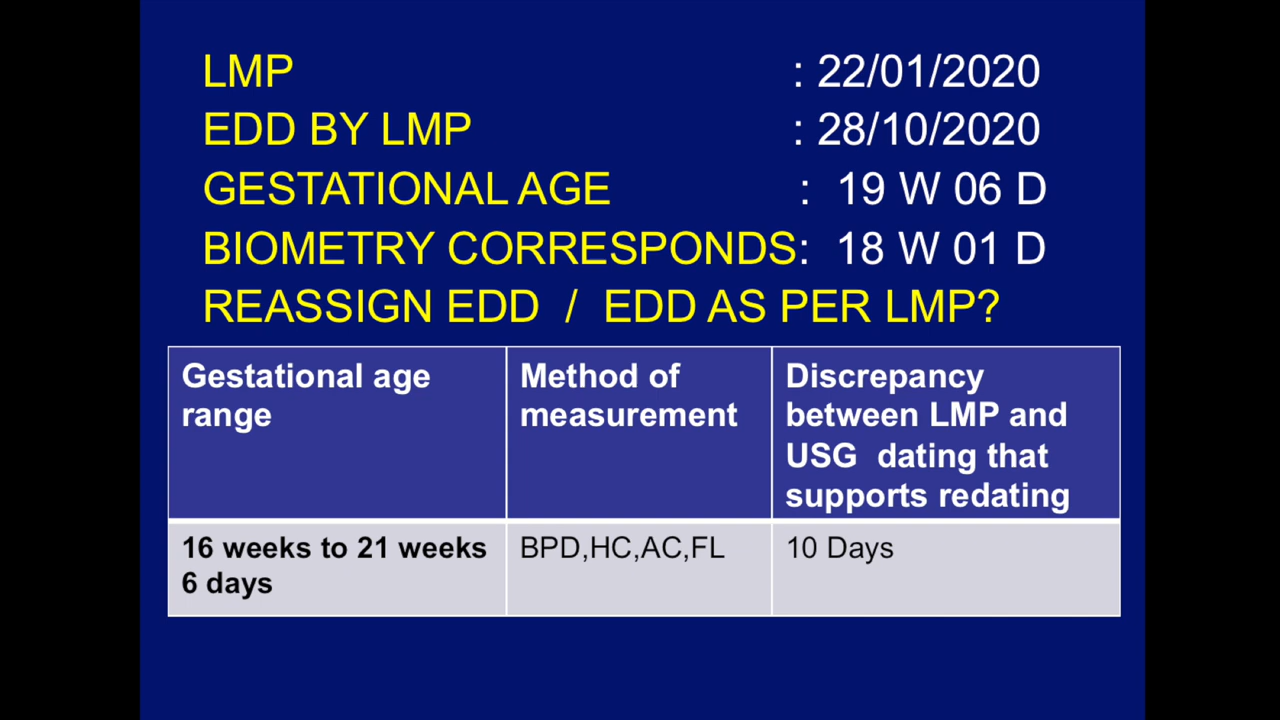 LMP : 22/01/2020
EDD BY LMP : 28/10/2020
GESTATIONAL AGE : 19 W 06 D
BIOMETRY CORRESPONDS: 18 W 01 D
REASSIGN EDD / EDD AS PER LMP?
Gestational age
range
Method of
measurement
Discrepancy
between LMP and
USG dating that
supports redating
16 weeks to 21 weeks
6 days
BPD,HC,AC,FL
10 Days